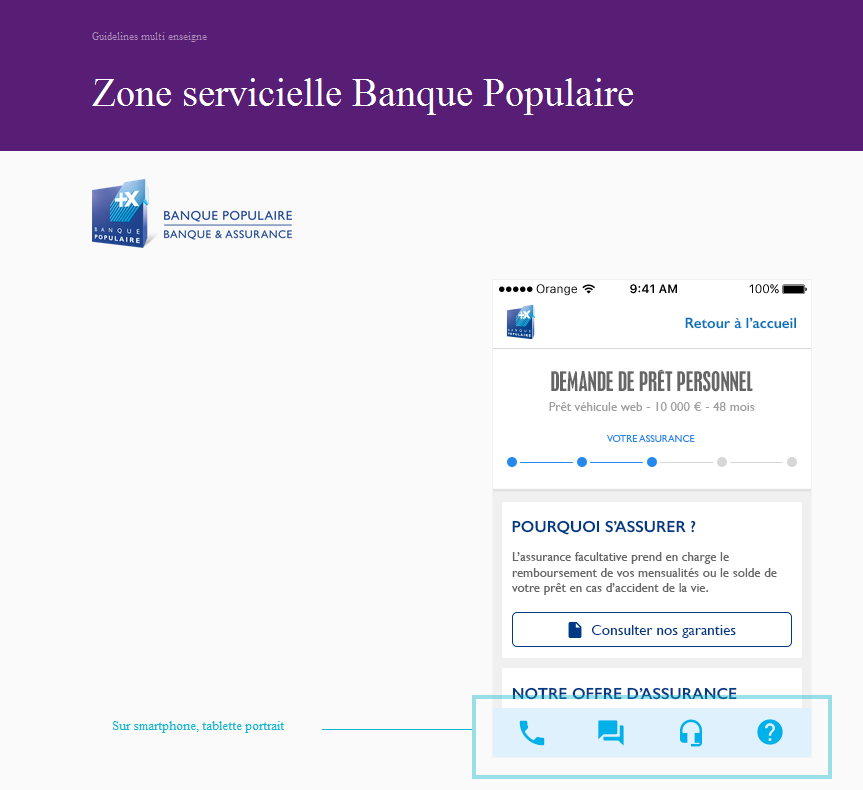 Guidelines multi enseigne
Zone servicielle Banque Populaire
+X
BANQUE
POPULAIRE
BANQUE POPULAIRE
BANQUE & ASSURANCE
Orange 9:41 AM 100%
+X
BANQUE
POPULAIRE
Retour à l'accueil
DEMANDE DE PRÊT PERSONNEL
Prêt véhicule web - 10 000 € - 48 mois
VOTRE ASSURANCE
POURQUOI S'ASSURER ?
L'assurance facultative prend en charge le
remboursement de vos mensualités ou le solde de
votre prêt en cas d'accident de la vie.
Consulter nos garanties
NOTRE OFFRE D'ASSURANCE
Sur smartphone, tablette portrait
?